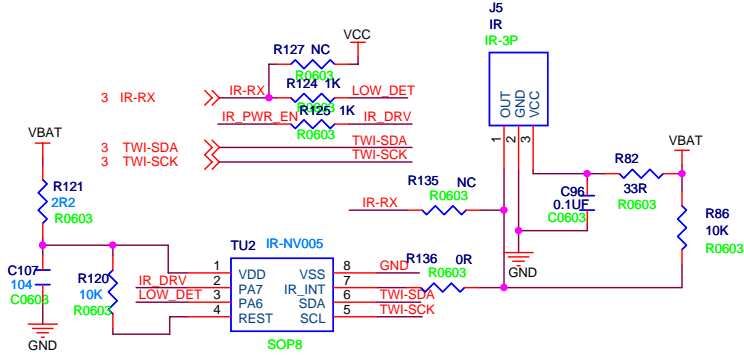 J5
IR
IR-3P
R127 NC
VCC
R0603
OUT
GND
VCC
1
2
3
3 IR-RX
IR-RX
R124 1K
LOW_DET
R0603
IR_PWR_EN
R125 1K
IR_DRV
R0603
3 TWI-SDA
TWI-SDA
3 TWI-SCK
TWI-SCK
VBAT
VBAT
R121
2R2
R0603
R82
33R
R0603
C96
0.1UF
C0603
R135 NC
R0603
IR-RX
R86
10K
R0603
GND
TU2
IR-NV005
C107
104
C0603
GND
R120
10K
R0603
IR_DRV
LOW_DET
1 VDD
2 PA7
3 PA6
4 REST
VSS 8
IR_INT 7
SDA 6
SCL 5
GND
TWI-SDA
TWI-SCK
R136 0R
R0603
SOP8